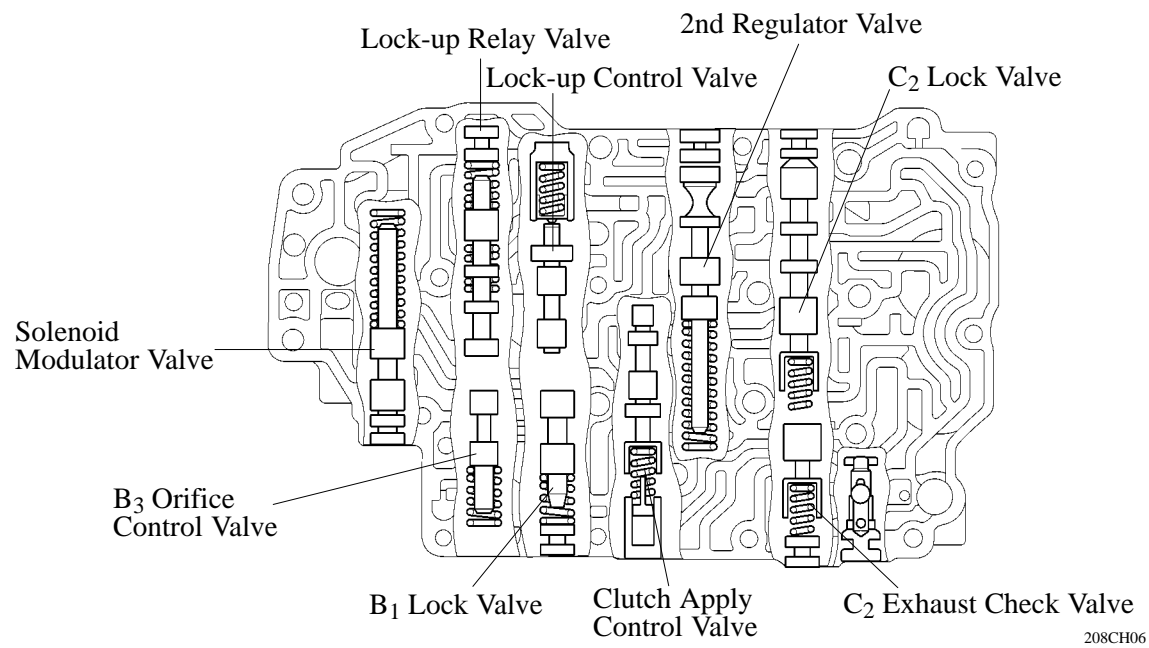 2nd Regulator Valve
Lock-up Relay Valve
Lock-up Control Valve
C2 Lock Valve
Solenoid
Modulator Valve
B3 Orifice
Control Valve
B1 Lock Valve
Clutch Apply
Control Valve
C2 Exhaust Check Valve
208CH06